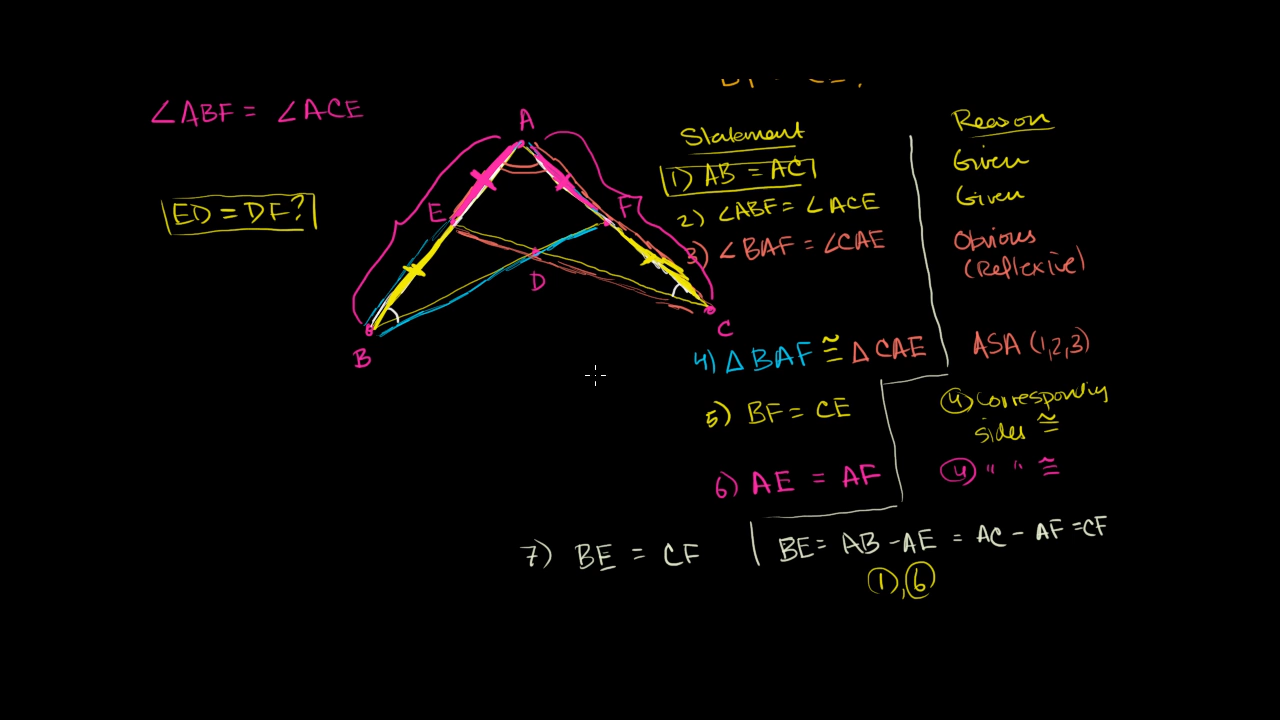 ∠ABF = ∠ACE
ED = DF?
A
E
F
D
B
C
Statement
Reason
1) AB = AC
Given
2) ∠ABF = ∠ACE
Given
3) ∠BAF = ∠CAE
Obvious
(Reflexive)
4) Δ BAF ≅ Δ CAE
ASA (1,2,3)
5) BF = CE
④ corresponding
sides ≅
6) AE = AF
④ " " ≅
7) BE = CF
BE = AB - AE = AC - AF = CF
①, ⑥